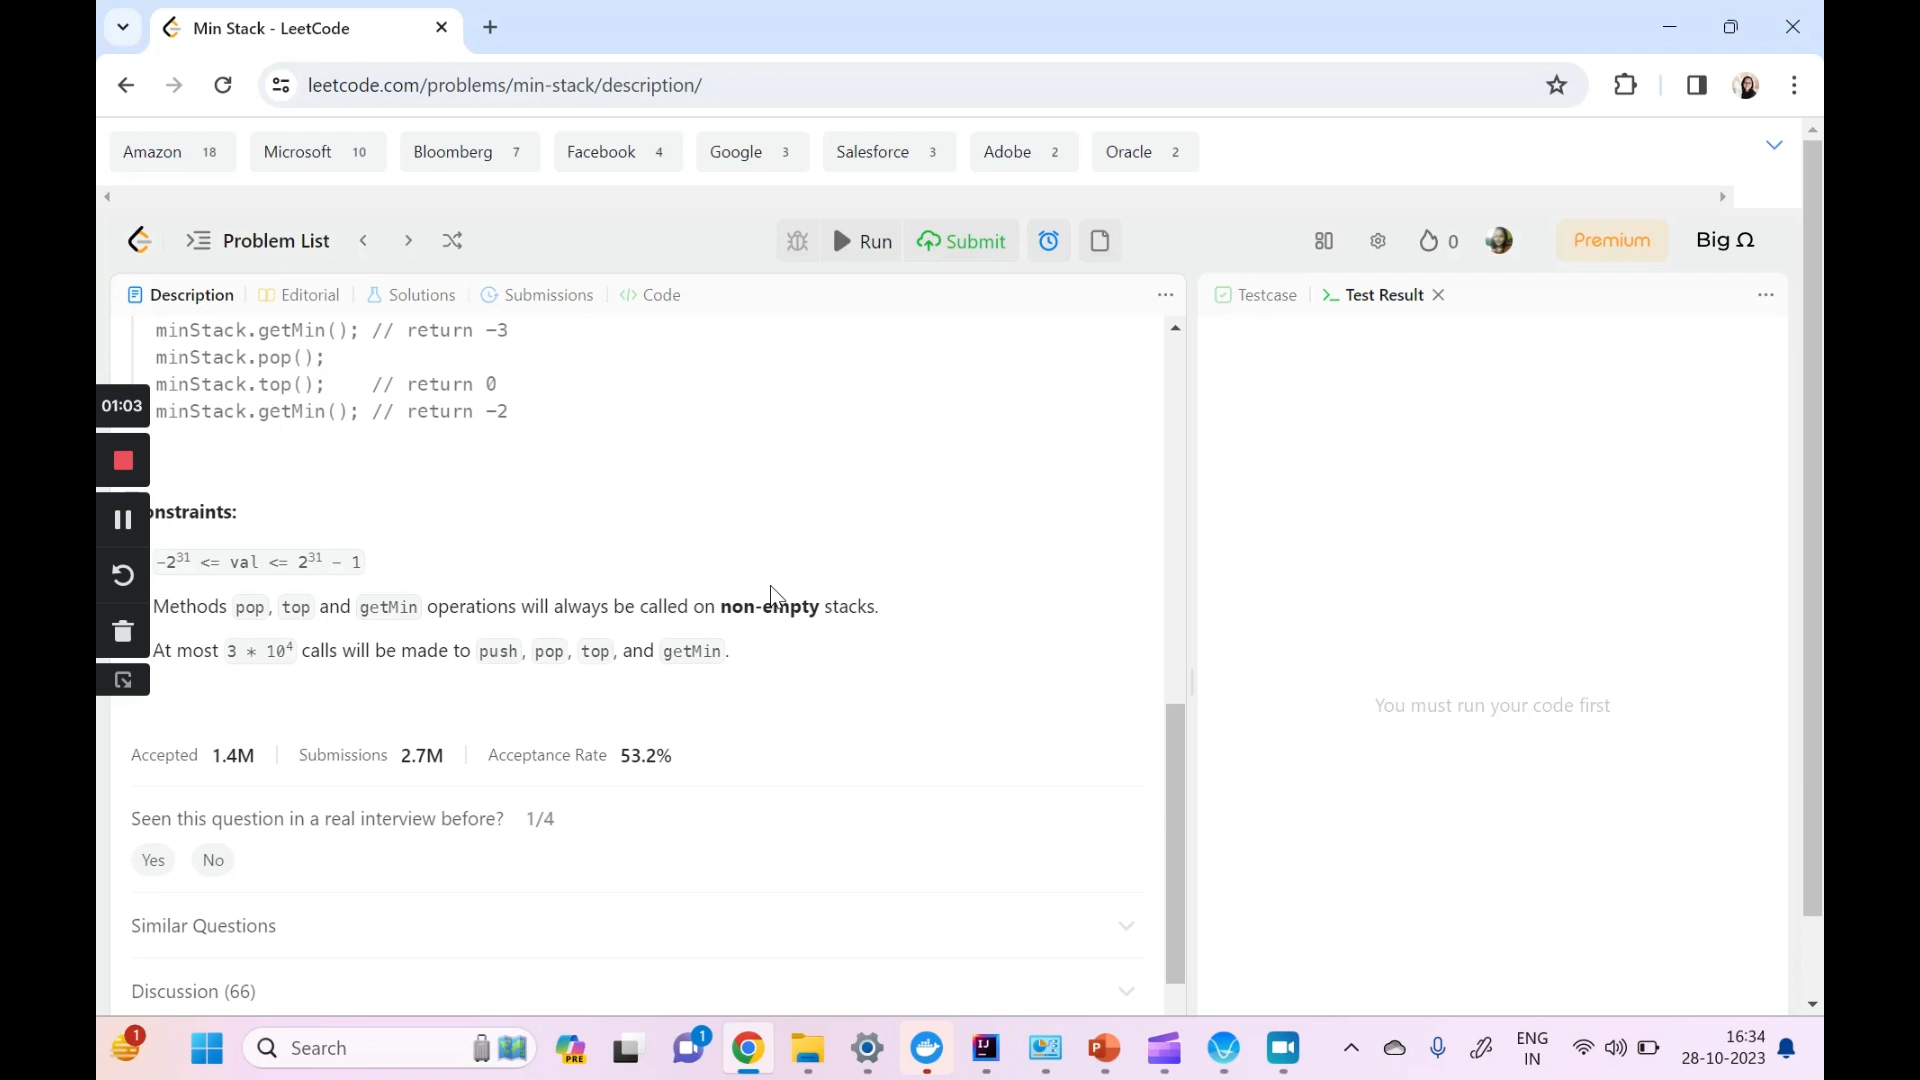 Min Stack - LeetCode
leetcode.com/problems/min-stack/description/
Amazon 18 Microsoft 10 Bloomberg 7 Facebook 4 Google 3 Salesforce 3 Adobe 2 Oracle 2
Problem List Run Submit 0 Premium Big Ω
Description Editorial Solutions Submissions Code
Testcase Test Result
minStack.getMin(); // return -3
minStack.pop();
minStack.top();    // return 0
minStack.getMin(); // return -2
01:03
onstraints:
-2³¹ <= val <= 2³¹ - 1
Methods pop, top and getMin operations will always be called on non-empty stacks.
At most 3 * 10⁴ calls will be made to push, pop, top, and getMin.
You must run your code first
Accepted 1.4M Submissions 2.7M Acceptance Rate 53.2%
Seen this question in a real interview before? 1/4
Yes No
Similar Questions
Discussion (66)
1
Search
PRE
1
IJ
P
ENG
IN
16:34
28-10-2023